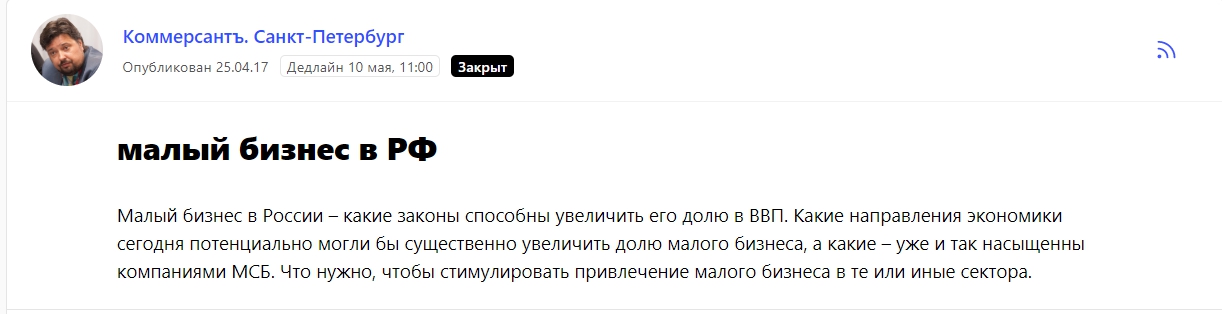 Коммерсантъ. Санкт-Петербург
Опубликован 25.04.17 Дедлайн 10 мая, 11:00 Закрыт
малый бизнес в РФ
Малый бизнес в России – какие законы способны увеличить его долю в ВВП. Какие направления экономики
сегодня потенциально могли бы существенно увеличить долю малого бизнеса, а какие – уже и так насыщенны
компаниями МСБ. Что нужно, чтобы стимулировать привлечение малого бизнеса в те или иные сектора.